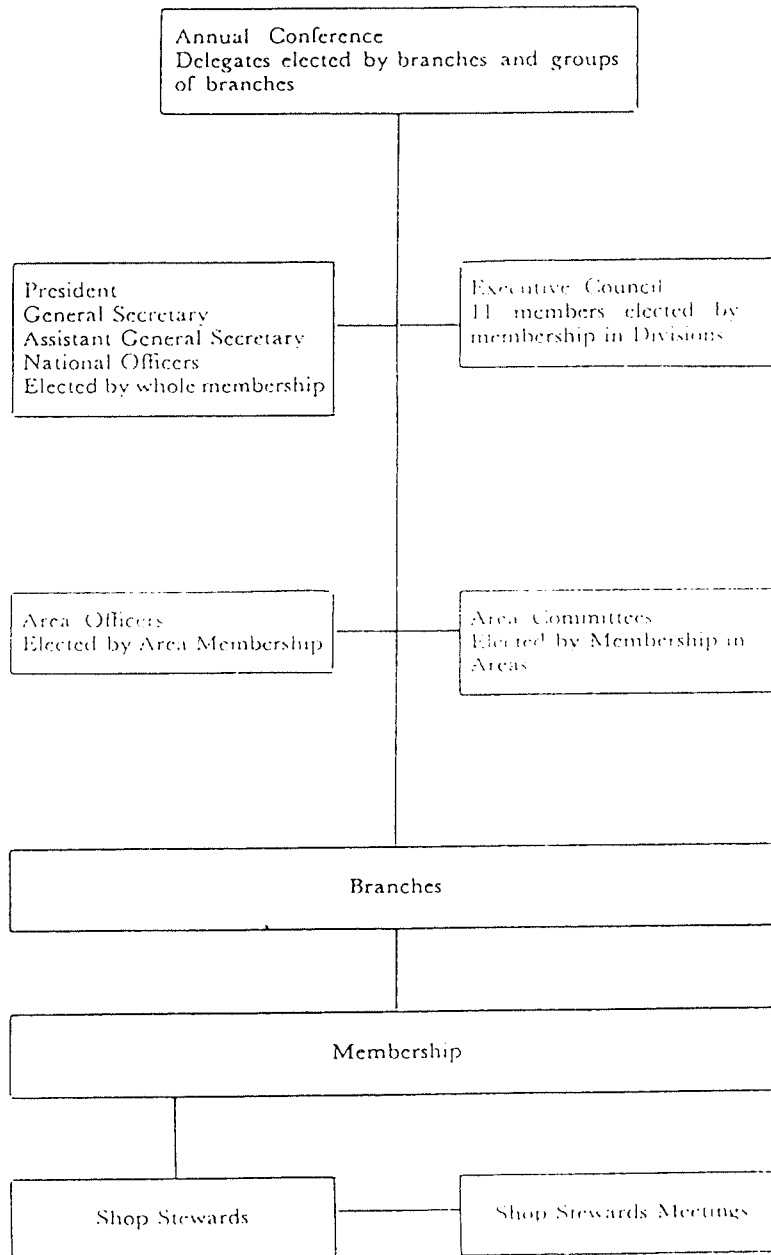 Annual Conference
Delegates elected by branches and groups
of branches
President
General Secretary
Assistant General Secretary
National Officers
Elected by whole membership
Executive Council
11 members elected by
membership in Divisions
Area Officers
Elected by Area Membership
Area Committees
Elected by Membership in
Areas
Branches
Membership
Shop Stewards
Shop Stewards Meetings